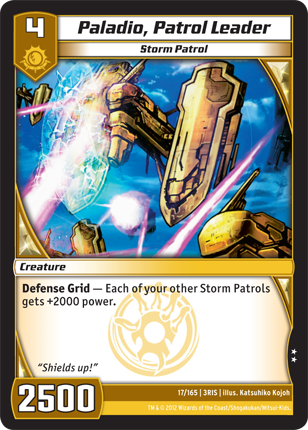 4
Paladio, Patrol Leader
Storm Patrol
Creature
Defense Grid — Each of your other Storm Patrols
gets +2000 power.
"Shields up!"
2500
17/165 | 3RIS | illus. Katsuhiko Kojoh
TM & © 2012 Wizards of the Coast/Shogakukan/Mitsui-Kids